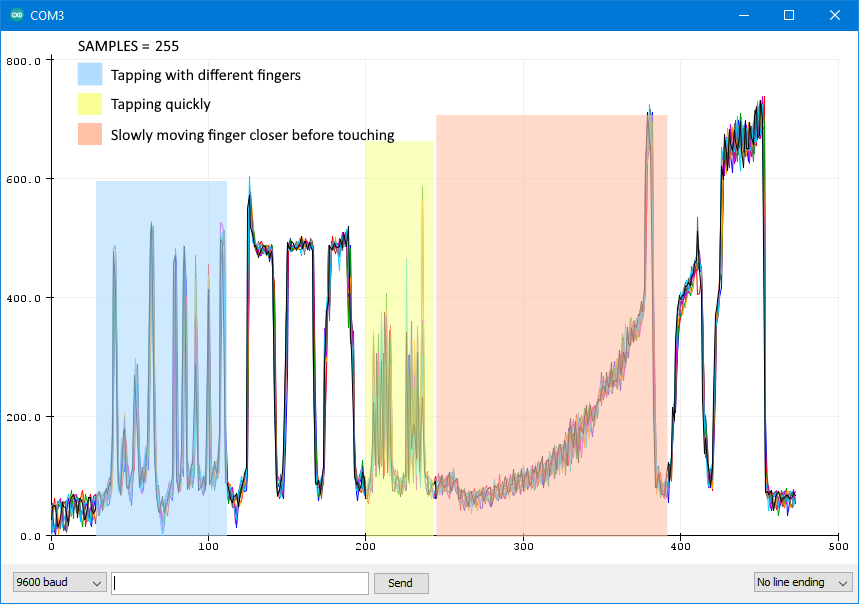 COM3
SAMPLES = 255
Tapping with different fingers
Tapping quickly
Slowly moving finger closer before touching
800.0
600.0
400.0
200.0
0.0
0 100 200 300 400 500
9600 baud Send No line ending